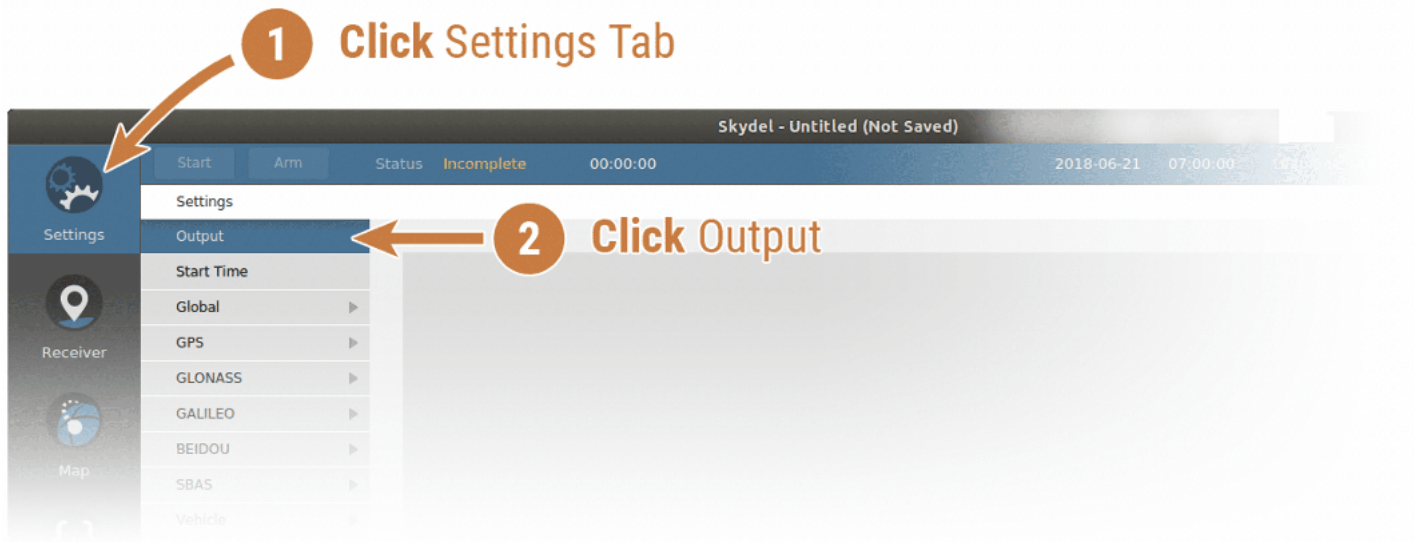 1 Click Settings Tab
Skydel - Untitled (Not Saved)
Start Arm Status Incomplete 00:00:00 2018-06-21 07:00:00
Settings
Settings
Output
2 Click Output
Start Time
Global
GPS
Receiver
GLONASS
GALILEO
BEIDOU
Map
SBAS
Vehicle